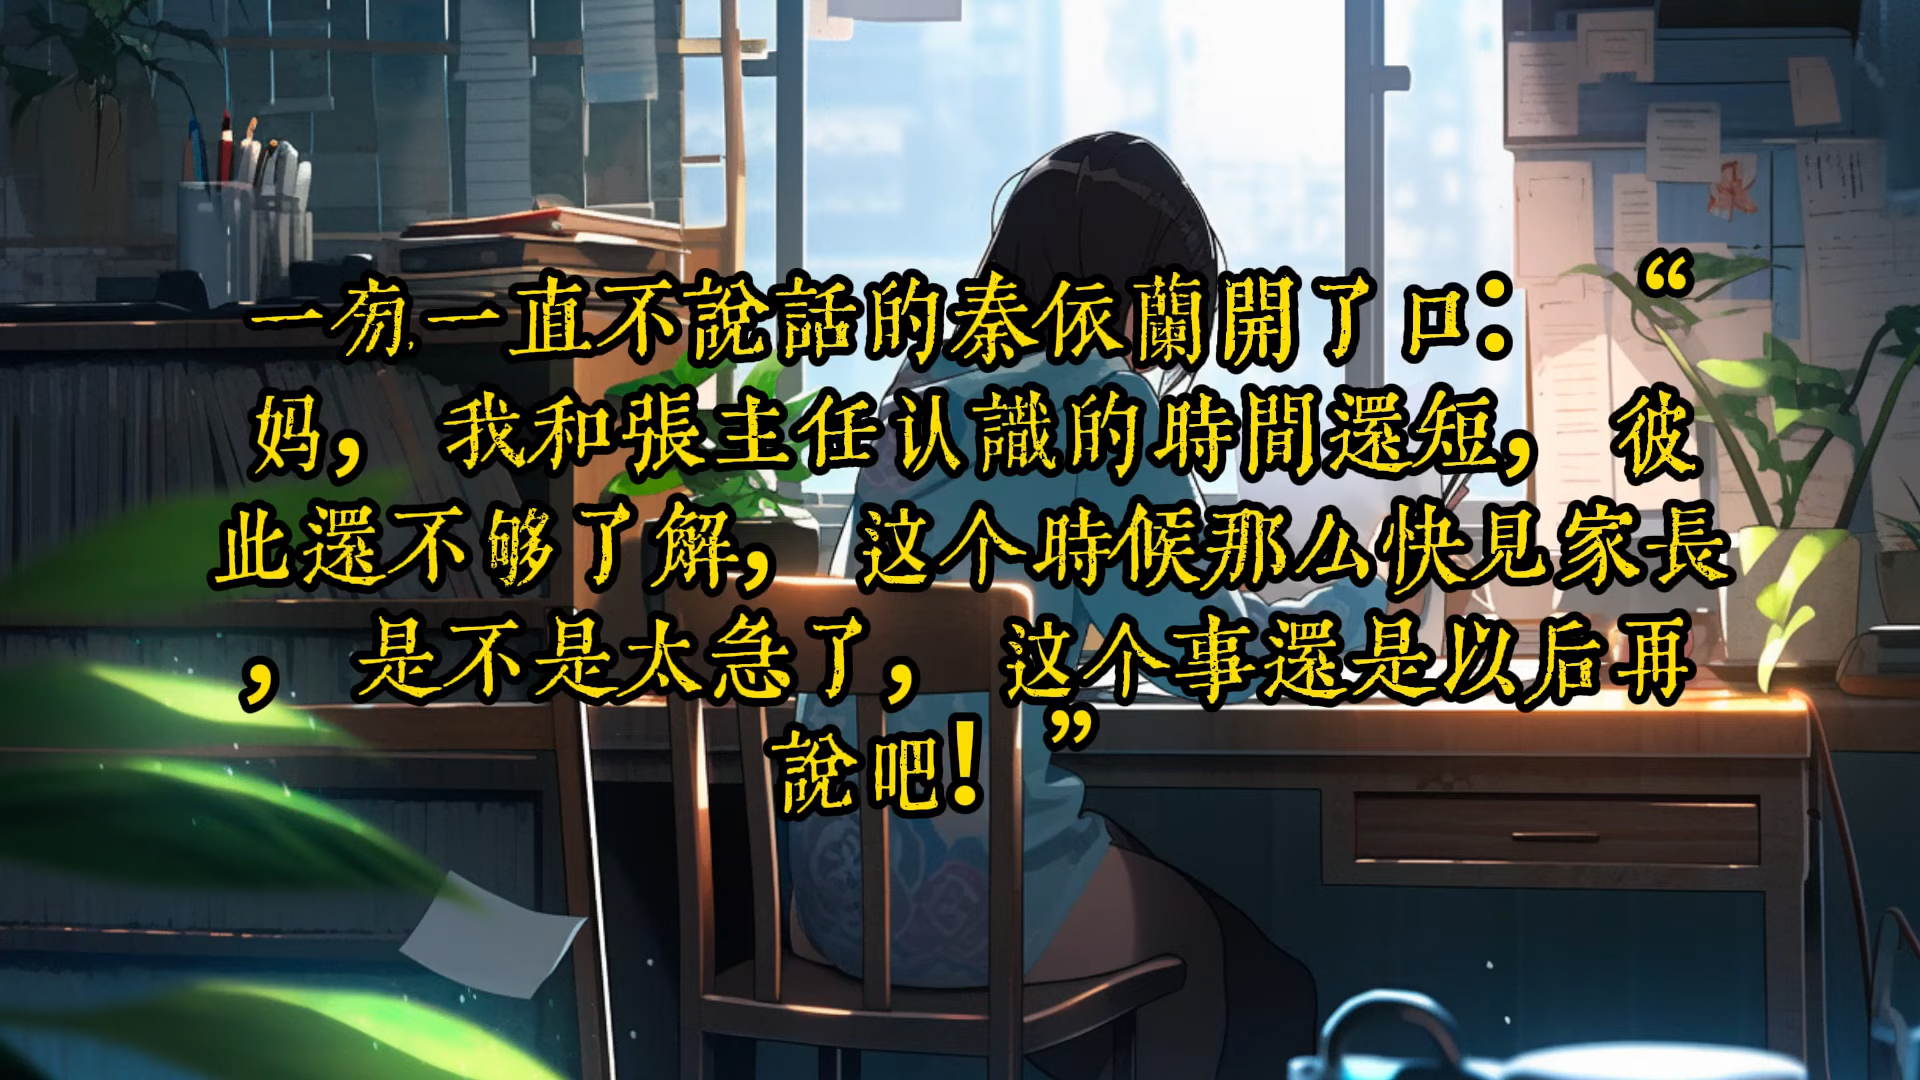 一旁一直不說話的秦依蘭開了口：“
妈，我和張主任认識的時間還短，彼
此還不够了解，这个時候那么快見家長
，是不是太急了，这个事還是以后再
說吧！”